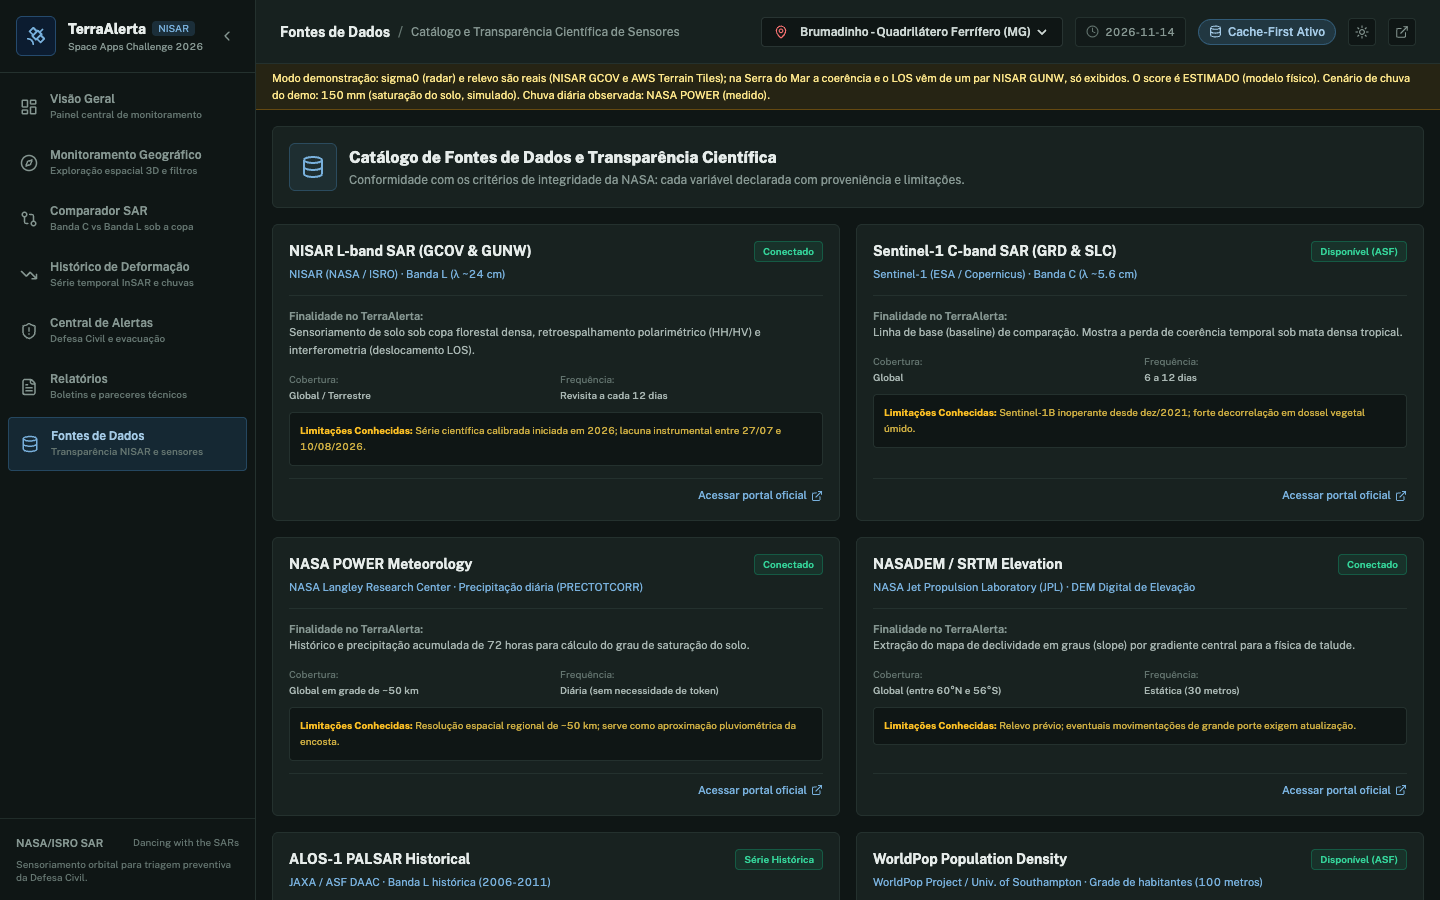 TerraAlerta NISAR
Space Apps Challenge 2026
Visão Geral
Painel central de monitoramento
Monitoramento Geográfico
Exploração espacial 3D e filtros
Comparador SAR
Banda C vs Banda L sob a copa
Histórico de Deformação
Série temporal InSAR e chuvas
Central de Alertas
Defesa Civil e evacuação
Relatórios
Boletins e pareceres técnicos
Fontes de Dados
Transparência NISAR e sensores
NASA/ISRO SAR Dancing with the SARs
Sensoriamento orbital para triagem preventiva
da Defesa Civil.
Fontes de Dados / Catálogo e Transparência Científica de Sensores
Brumadinho - Quadrilátero Ferrífero (MG)
2026-11-14
Cache-First Ativo
Modo demonstração: sigma0 (radar) e relevo são reais (NISAR GCOV e AWS Terrain Tiles); na Serra do Mar a coerência e o LOS vêm de um par NISAR GUNW, só exibidos. O score é ESTIMADO (modelo físico). Cenário de chuva
do demo: 150 mm (saturação do solo, simulado). Chuva diária observada: NASA POWER (medido).
Catálogo de Fontes de Dados e Transparência Científica
Conformidade com os critérios de integridade da NASA: cada variável declarada com proveniência e limitações.
NISAR L-band SAR (GCOV & GUNW)
Conectado
NISAR (NASA / ISRO) · Banda L (λ ~24 cm)
Finalidade no TerraAlerta:
Sensoriamento de solo sob copa florestal densa, retroespalhamento polarimétrico (HH/HV) e
interferometria (deslocamento LOS).
Cobertura: Frequência:
Global / Terrestre Revisita a cada 12 dias
Limitações Conhecidas: Série científica calibrada iniciada em 2026; lacuna instrumental entre 27/07 e
10/08/2026.
Acessar portal oficial
Sentinel-1 C-band SAR (GRD & SLC)
Disponível (ASF)
Sentinel-1 (ESA / Copernicus) · Banda C (λ ~5.6 cm)
Finalidade no TerraAlerta:
Linha de base (baseline) de comparação. Mostra a perda de coerência temporal sob mata densa tropical.
Cobertura: Frequência:
Global 6 a 12 dias
Limitações Conhecidas: Sentinel-1B inoperante desde dez/2021; forte decorrelação em dossel vegetal
úmido.
Acessar portal oficial
NASA POWER Meteorology
Conectado
NASA Langley Research Center · Precipitação diária (PRECTOTCORR)
Finalidade no TerraAlerta:
Histórico e precipitação acumulada de 72 horas para cálculo do grau de saturação do solo.
Cobertura: Frequência:
Global em grade de ~50 km Diária (sem necessidade de token)
Limitações Conhecidas: Resolução espacial regional de ~50 km; serve como aproximação pluviométrica da
encosta.
Acessar portal oficial
NASADEM / SRTM Elevation
Conectado
NASA Jet Propulsion Laboratory (JPL) · DEM Digital de Elevação
Finalidade no TerraAlerta:
Extração do mapa de declividade em graus (slope) por gradiente central para a física de talude.
Cobertura: Frequência:
Global (entre 60°N e 56°S) Estática (30 metros)
Limitações Conhecidas: Relevo prévio; eventuais movimentações de grande porte exigem atualização.
Acessar portal oficial
ALOS-1 PALSAR Historical
Série Histórica
JAXA / ASF DAAC · Banda L histórica (2006-2011)
WorldPop Population Density
Disponível (ASF)
WorldPop Project / Univ. of Southampton · Grade de habitantes (100 metros)